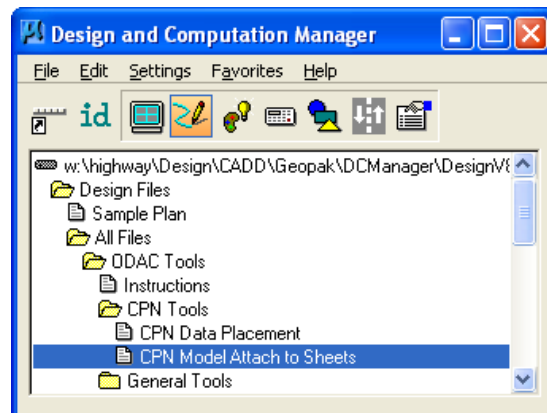 Design and Computation Manager
File Edit Settings Favorites Help
id
w:\highway\Design\CADD\Geopak\DCManager\DesignV8
Design Files
Sample Plan
All Files
ODAC Tools
Instructions
CPN Tools
CPN Data Placement
CPN Model Attach to Sheets
General Tools